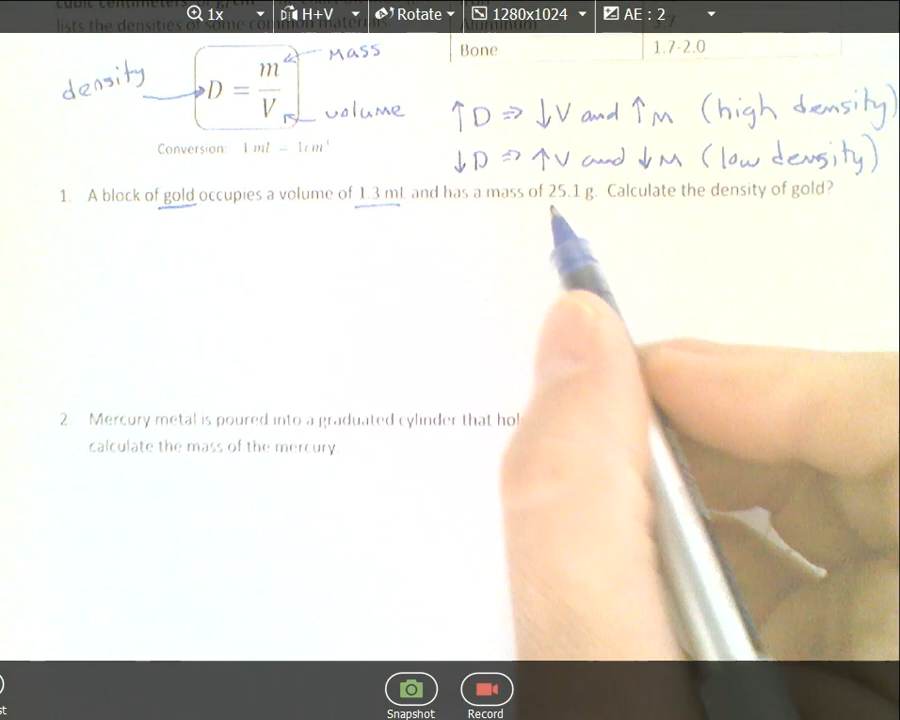 1x H+V Rotate 1280x1024 AE : 2
lists the densities of some common materials
Aluminum
Bone 1.7-2.0
density
D = m / V
Mass
volume
↑D ⇒ ↓V and ↑M (high density)
↓D ⇒ ↑V and ↓M (low density)
Conversion: 1 ml = 1cm³
1. A block of gold occupies a volume of 1.3 ml and has a mass of 25.1 g. Calculate the density of gold?
2. Mercury metal is poured into a graduated cylinder that hol
calculate the mass of the mercury.
Snapshot Record